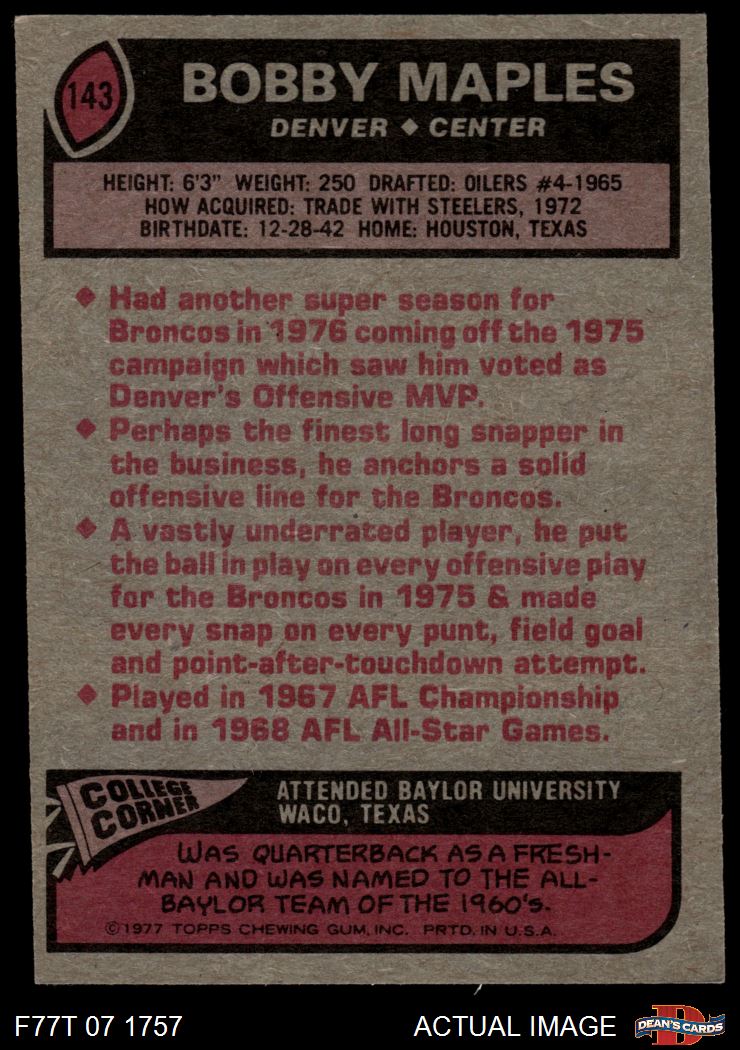 143
BOBBY MAPLES
DENVER ◆ CENTER
HEIGHT: 6'3" WEIGHT: 250 DRAFTED: OILERS #4-1965
HOW ACQUIRED: TRADE WITH STEELERS, 1972
BIRTHDATE: 12-28-42 HOME: HOUSTON, TEXAS
◆ Had another super season for
Broncos in 1976 coming off the 1975
campaign which saw him voted as
Denver's Offensive MVP.
◆ Perhaps the finest long snapper in
the business, he anchors a solid
offensive line for the Broncos.
◆ A vastly underrated player, he put
the ball in play on every offensive play
for the Broncos in 1975 & made
every snap on every punt, field goal
and point-after-touchdown attempt.
◆ Played in 1967 AFL Championship
and in 1968 AFL All-Star Games.
COLLEGE
CORNER
ATTENDED BAYLOR UNIVERSITY
WACO, TEXAS
WAS QUARTERBACK AS A FRESH-
MAN AND WAS NAMED TO THE ALL-
BAYLOR TEAM OF THE 1960's.
©1977 TOPPS CHEWING GUM, INC. PRTD. IN U.S.A.
F77T 07 1757
ACTUAL IMAGE
D
DEAN'S CARDS